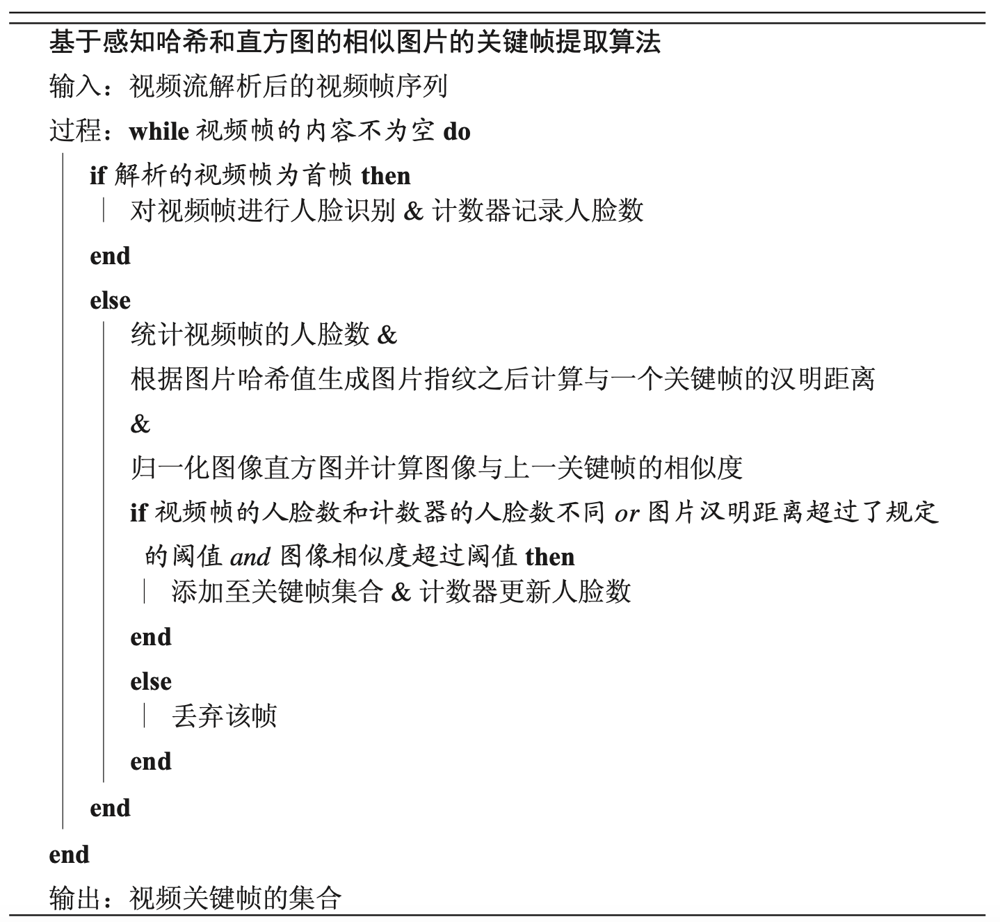 基于感知哈希和直方图的相似图片的关键帧提取算法
输入：视频流解析后的视频帧序列
过程：while 视频帧的内容不为空 do
if 解析的视频帧为首帧 then
对视频帧进行人脸识别 & 计数器记录人脸数
end
else
统计视频帧的人脸数 &
根据图片哈希值生成图片指纹之后计算与一个关键帧的汉明距离
&
归一化图像直方图并计算图像与上一关键帧的相似度
if 视频帧的人脸数和计数器的人脸数不同 or 图片汉明距离超过了规定
的阈值 and 图像相似度超过阈值 then
添加至关键帧集合 & 计数器更新人脸数
end
else
丢弃该帧
end
end
end
输出：视频关键帧的集合